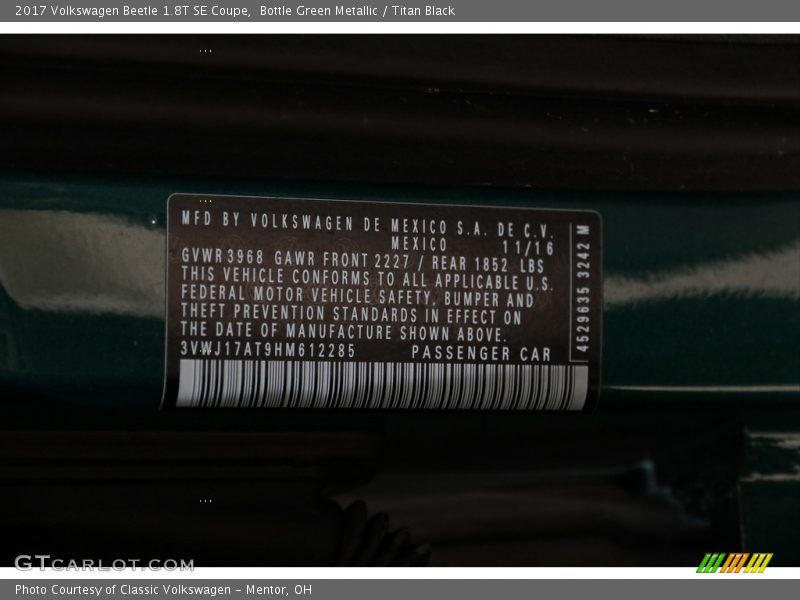 2017 Volkswagen Beetle 1.8T SE Coupe,  Bottle Green Metallic / Titan Black
MFD BY VOLKSWAGEN DE MEXICO S.A. DE C.V.
MEXICO 11/16
GVWR 3968 GAWR FRONT 2227 / REAR 1852 LBS
THIS VEHICLE CONFORMS TO ALL APPLICABLE U.S.
FEDERAL MOTOR VEHICLE SAFETY, BUMPER AND
THEFT PREVENTION STANDARDS IN EFFECT ON
THE DATE OF MANUFACTURE SHOWN ABOVE.
3VWJ17AT9HM612285 PASSENGER CAR
4529635 3242 M
GTCARLOT.COM
Photo Courtesy of Classic Volkswagen - Mentor, OH